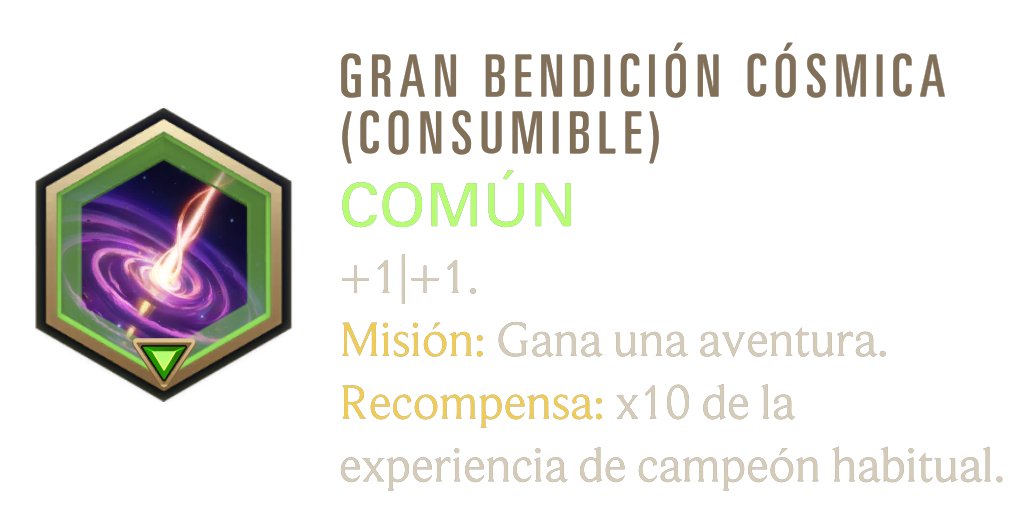 GRAN BENDICIÓN CÓSMICA
(CONSUMIBLE)
COMÚN
+1|+1.
Misión: Gana una aventura.
Recompensa: x10 de la
experiencia de campeón habitual.